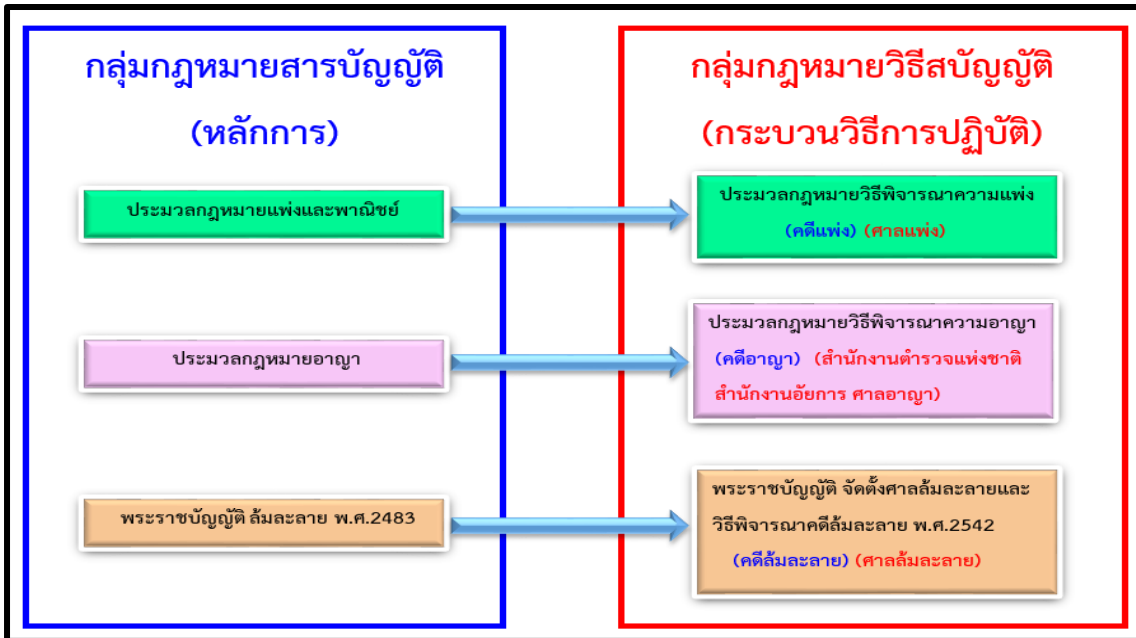 กลุ่มกฎหมายสารบัญญัติ
(หลักการ)
ประมวลกฎหมายแพ่งและพาณิชย์
ประมวลกฎหมายอาญา
พระราชบัญญัติ ล้มละลาย พ.ศ.2483
กลุ่มกฎหมายวิธีสบัญญัติ
(กระบวนวิธีการปฏิบัติ)
ประมวลกฎหมายวิธีพิจารณาความแพ่ง
(คดีแพ่ง) (ศาลแพ่ง)
ประมวลกฎหมายวิธีพิจารณาความอาญา
(คดีอาญา) (สำนักงานตำรวจแห่งชาติ
สำนักงานอัยการ ศาลอาญา)
พระราชบัญญัติ จัดตั้งศาลล้มละลายและ
วิธีพิจารณาคดีล้มละลาย พ.ศ.2542
(คดีล้มละลาย) (ศาลล้มละลาย)